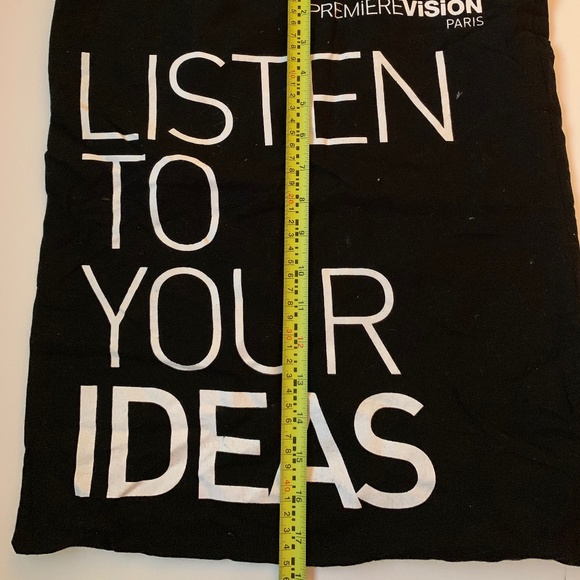 PREMiEREViSiON
PARIS
LISTEN
TO
YOUR
IDEAS